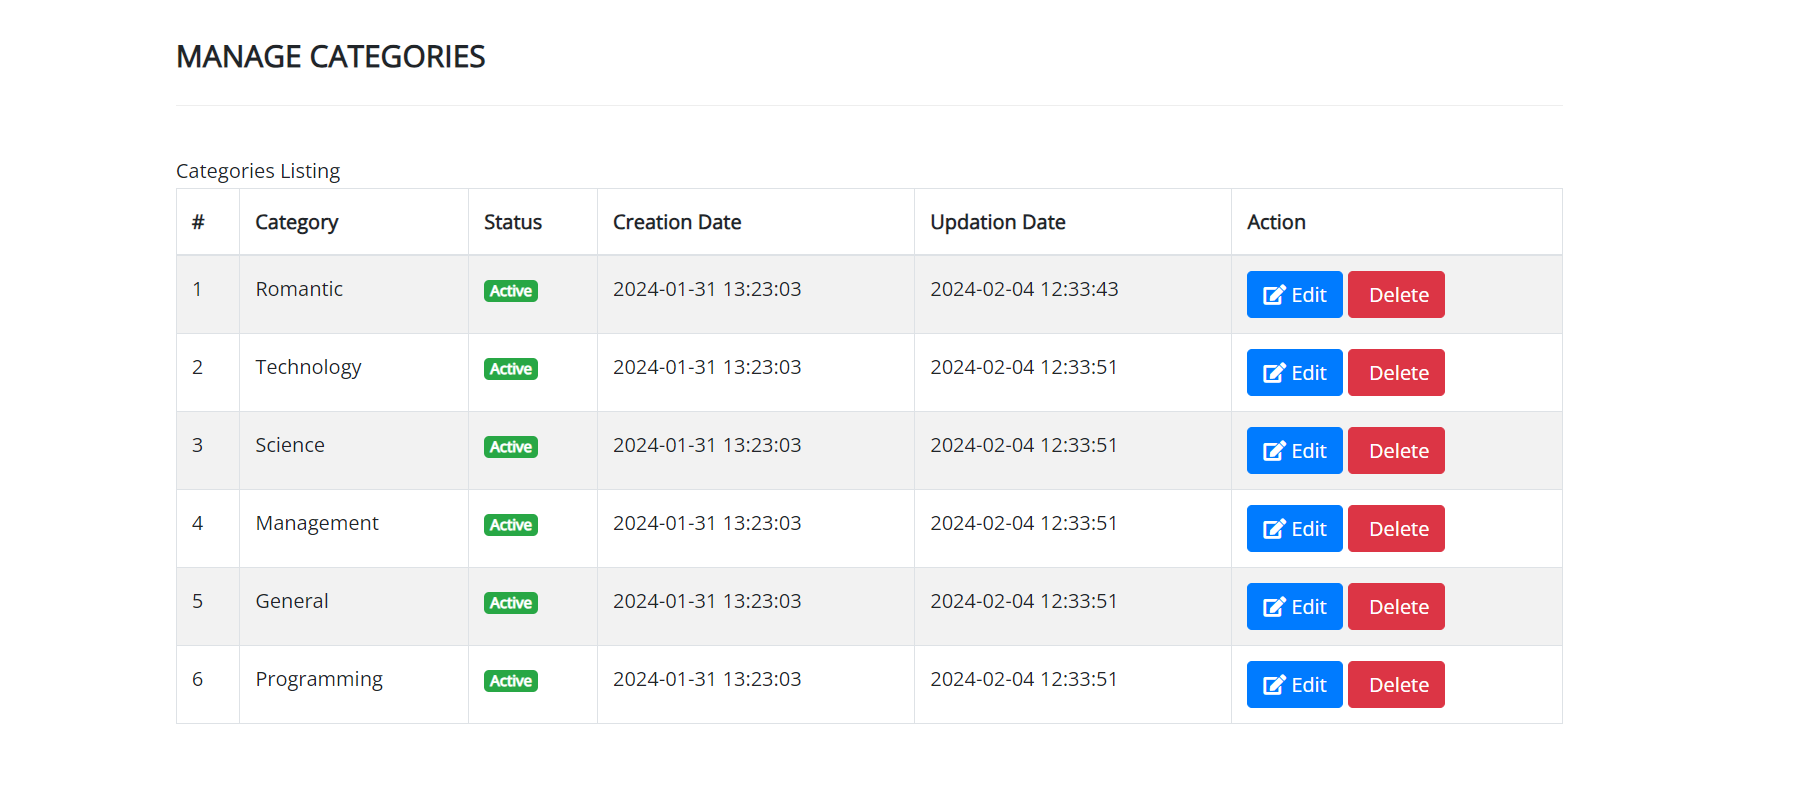 MANAGE CATEGORIES
Categories Listing
# Category Status Creation Date Updation Date Action
1 Romantic Active 2024-01-31 13:23:03 2024-02-04 12:33:43 Edit Delete
2 Technology Active 2024-01-31 13:23:03 2024-02-04 12:33:51 Edit Delete
3 Science Active 2024-01-31 13:23:03 2024-02-04 12:33:51 Edit Delete
4 Management Active 2024-01-31 13:23:03 2024-02-04 12:33:51 Edit Delete
5 General Active 2024-01-31 13:23:03 2024-02-04 12:33:51 Edit Delete
6 Programming Active 2024-01-31 13:23:03 2024-02-04 12:33:51 Edit Delete